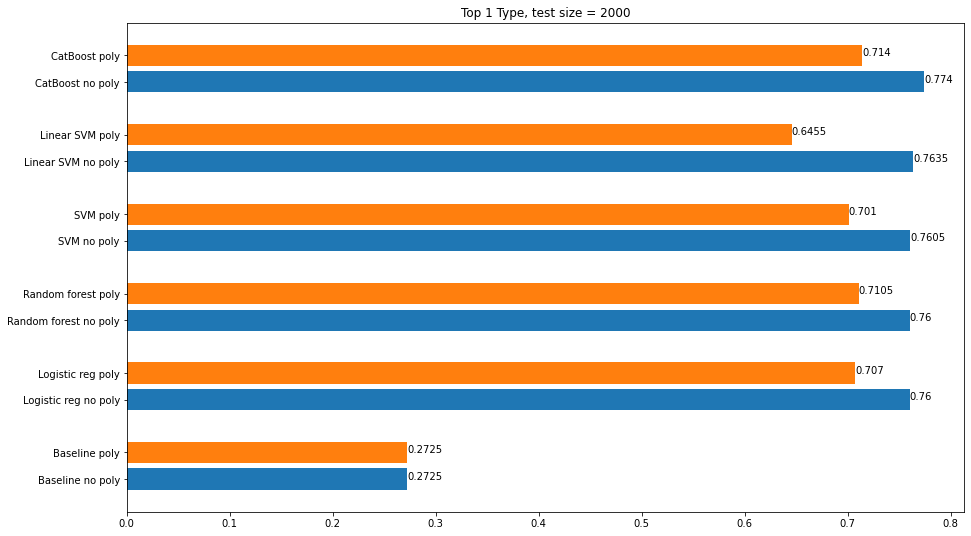 Top 1 Type, test size = 2000
CatBoost poly 0.714
CatBoost no poly 0.774
Linear SVM poly 0.6455
Linear SVM no poly 0.7635
SVM poly 0.701
SVM no poly 0.7605
Random forest poly 0.7105
Random forest no poly 0.76
Logistic reg poly 0.707
Logistic reg no poly 0.76
Baseline poly 0.2725
Baseline no poly 0.2725
0.0 0.1 0.2 0.3 0.4 0.5 0.6 0.7 0.8